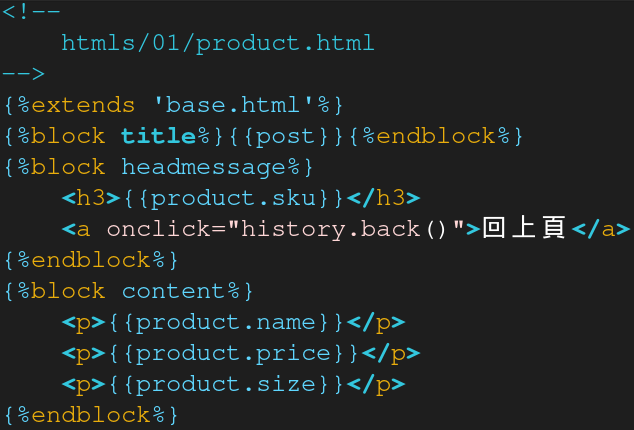 <!--
    htmls/01/product.html
-->
{%extends 'base.html'%}
{%block title%}{{post}}{%endblock%}
{%block headmessage%}
    <h3>{{product.sku}}</h3>
    <a onclick="history.back()">回上頁</a>
{%endblock%}
{%block content%}
    <p>{{product.name}}</p>
    <p>{{product.price}}</p>
    <p>{{product.size}}</p>
{%endblock%}